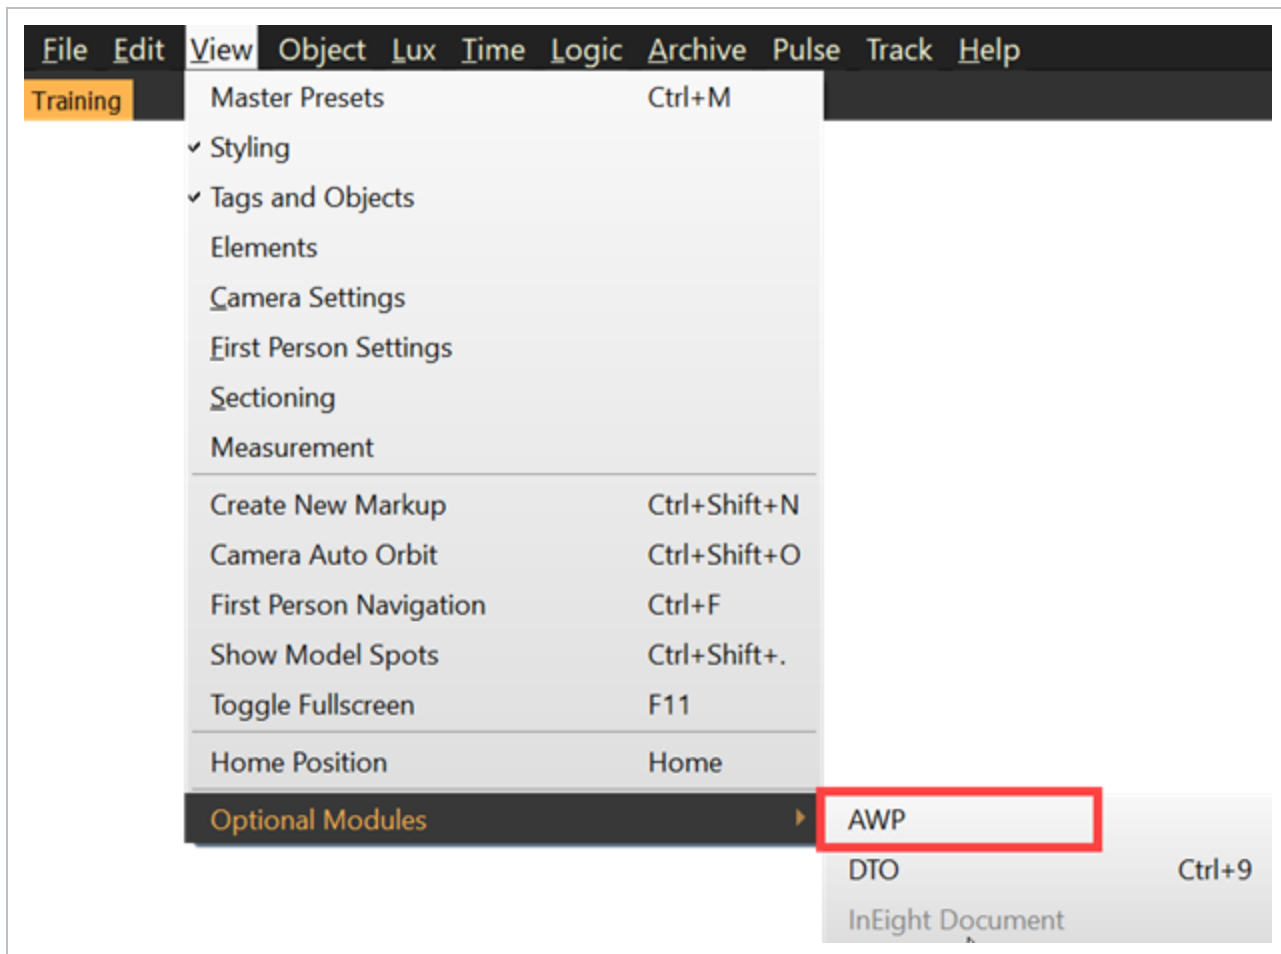 File Edit View Object Lux Time Logic Archive Pulse Track Help
Training
Master Presets Ctrl+M
Styling
Tags and Objects
Elements
Camera Settings
First Person Settings
Sectioning
Measurement
Create New Markup Ctrl+Shift+N
Camera Auto Orbit Ctrl+Shift+O
First Person Navigation Ctrl+F
Show Model Spots Ctrl+Shift+.
Toggle Fullscreen F11
Home Position Home
Optional Modules
AWP
DTO Ctrl+9
InEight Document